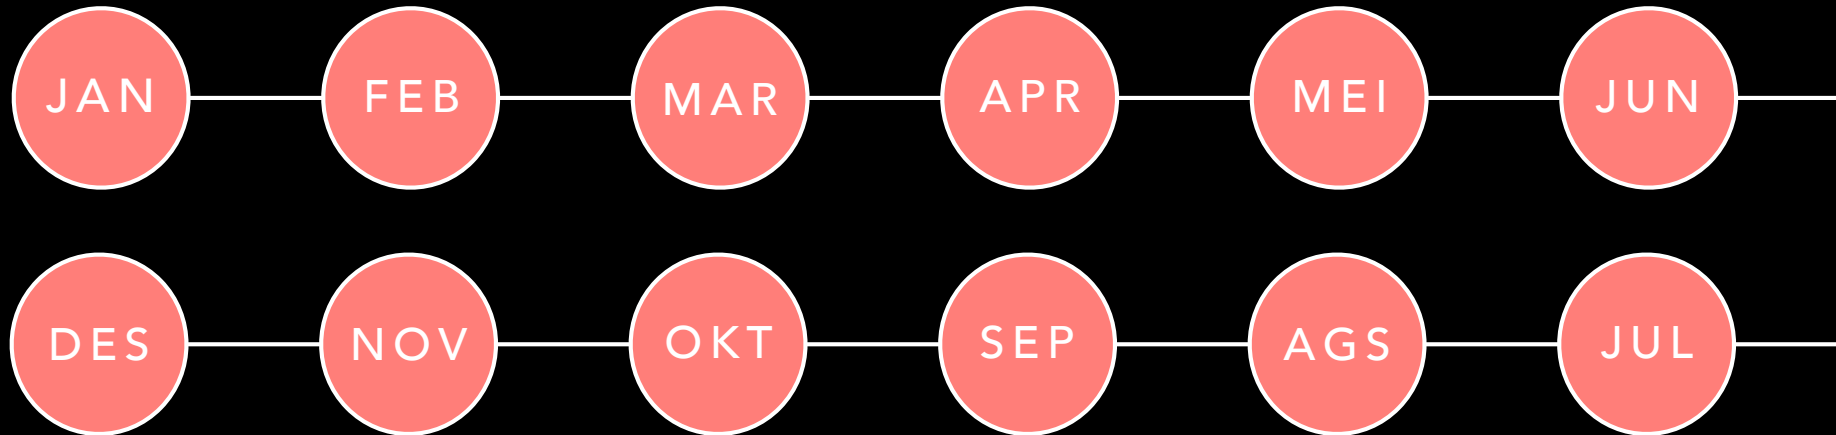 JAN
FEB
MAR
APR
MEI
JUN
DES
NOV
OKT
SEP
AGS
JUL